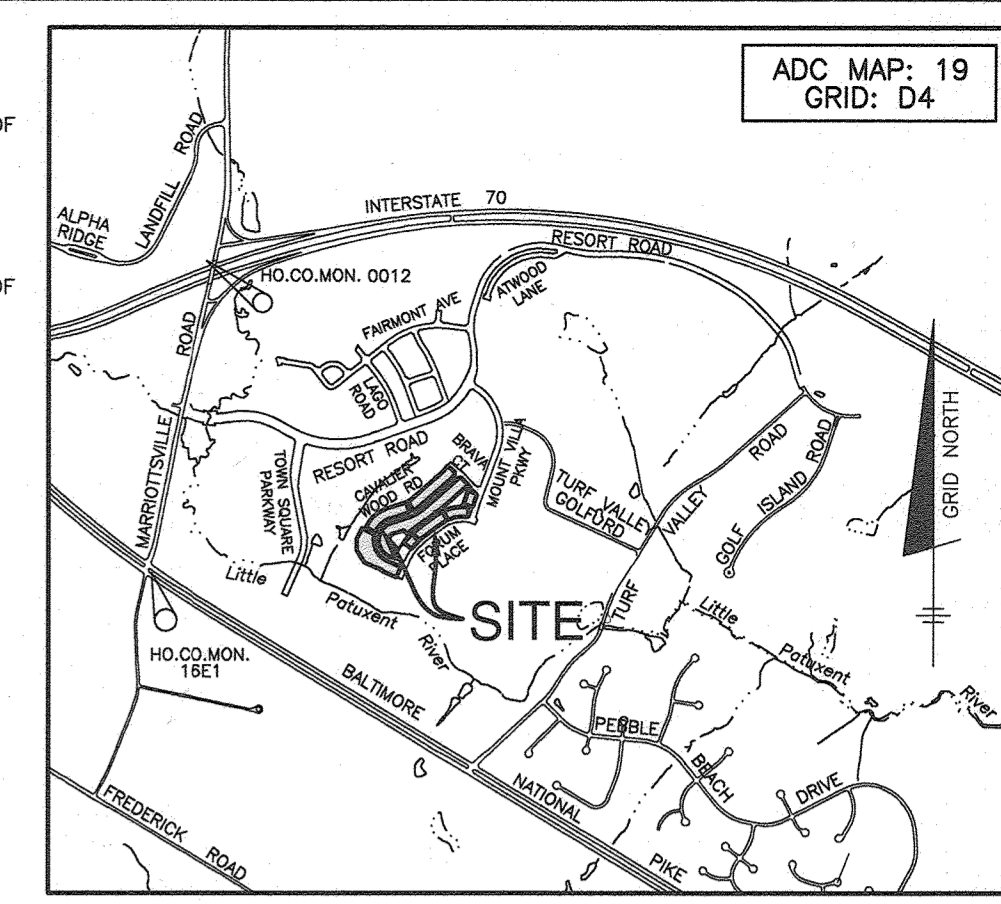 ADC MAP: 19
GRID: D4
OF
OF
ALPHA
RIDGE
LANDFILL ROAD
INTERSTATE 70
RESORT ROAD
ATWOOD
LANE
HO.CO.MON. 0012
FAIRMONT AVE
LAGO
ROAD
MARRIOTTSVILLE ROAD
RESORT ROAD
BRAVA
CT
MOUNT VILLA
PKWY
CAVALIER
WOOD RD
TOWN SQUARE
PARKWAY
FORUM
PLACE
TURF VALLEY
GOLFORD
TURF VALLEY ROAD
GOLF ISLAND ROAD
GRID NORTH
SITE
Little Patuxent River
Little Patuxent River
HO.CO.MON.
16E1
BALTIMORE NATIONAL PIKE
PEBBLE BEACH DRIVE
FREDERICK ROAD